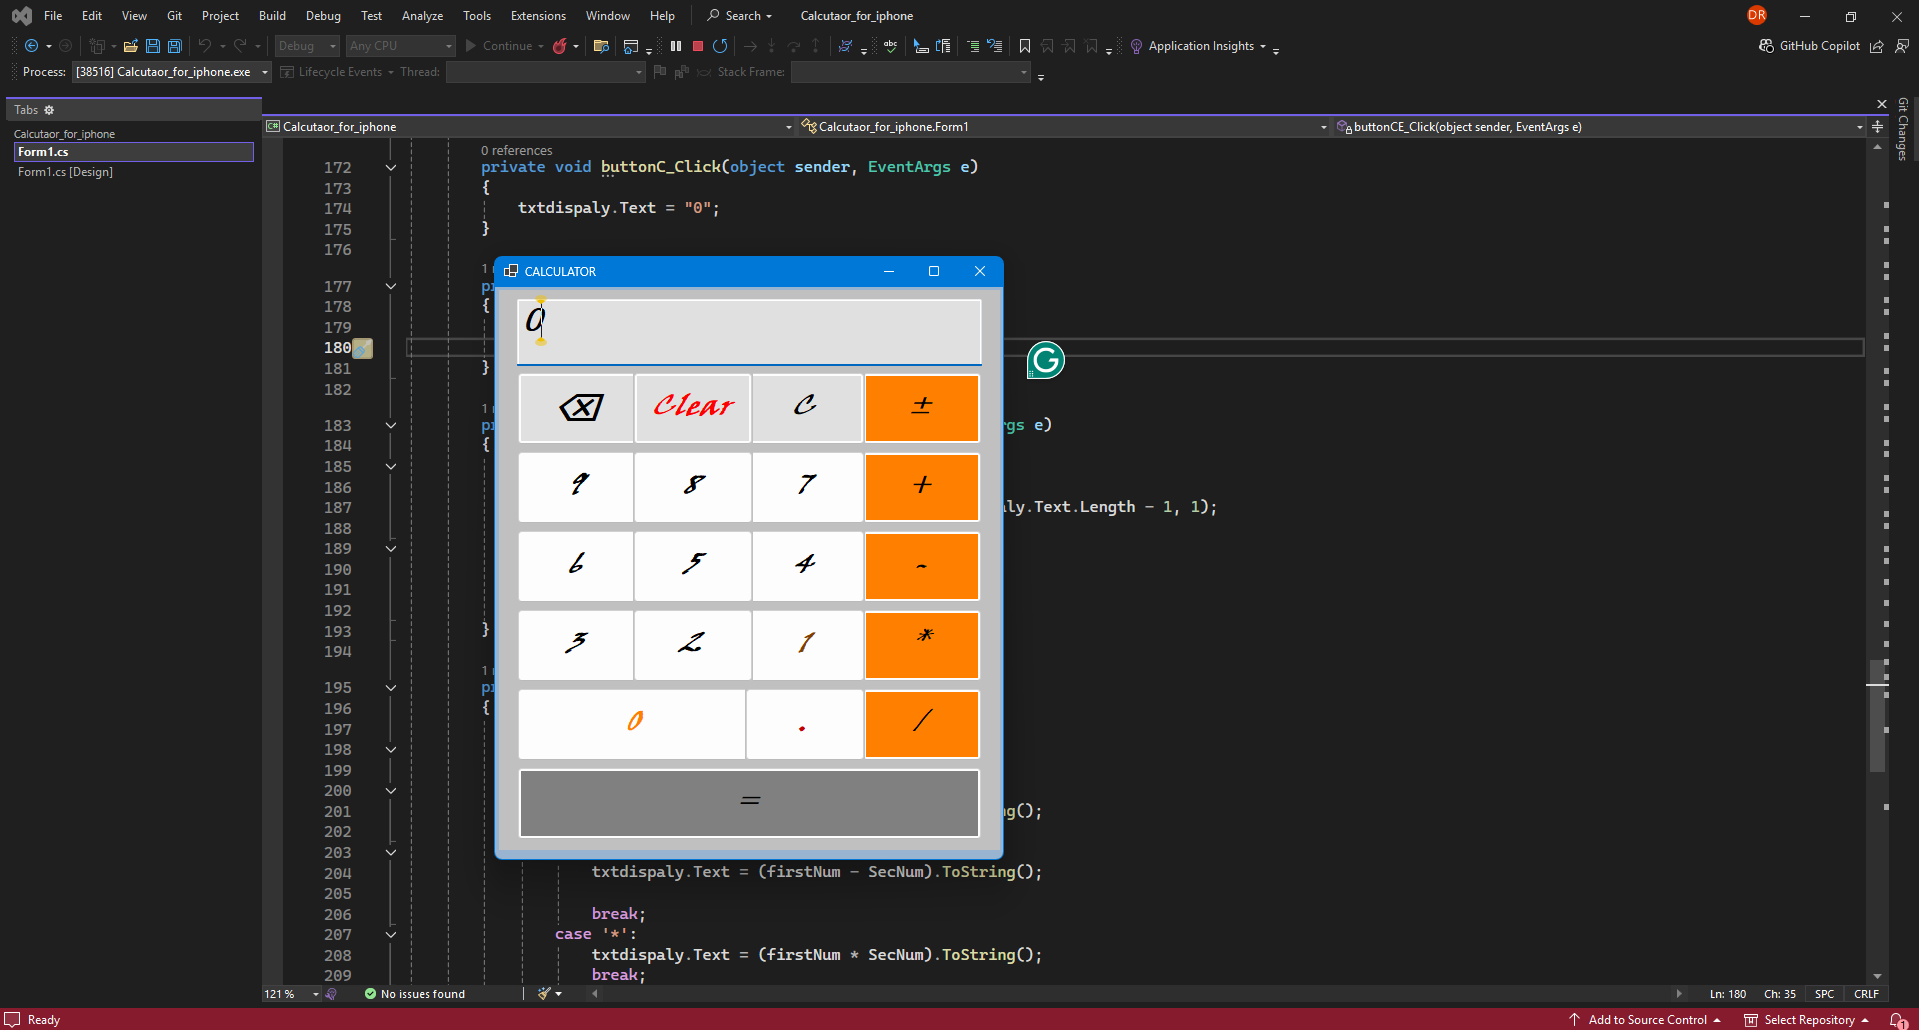 File Edit View Git Project Build Debug Test Analyze Tools Extensions Window Help Search Calcutaor_for_iphone DR
Debug Any CPU Continue Application Insights GitHub Copilot
Process: [38516] Calcutaor_for_iphone.exe Lifecycle Events Thread: Stack Frame:
Tabs
Calcutaor_for_iphone
Form1.cs
Form1.cs [Design]
Git Changes
Calcutaor_for_iphone Calcutaor_for_iphone.Form1 buttonCE_Click(object sender, EventArgs e)
0 references
172 private void buttonC_Click(object sender, EventArgs e)
173 {
174 txtdispaly.Text = "0";
175 }
176
177
178 {
179
180
181 }
182
183 e)
184 {
185
186
187 .Text.Length - 1, 1);
188
189
190
191
192
193 }
194
195
196 {
197
198
199
200
201 ();
202
203
204 txtdispaly.Text = (firstNum - SecNum).ToString();
205
206 break;
207 case '*':
208 txtdispaly.Text = (firstNum * SecNum).ToString();
209 break;
CALCULATOR
0
Clear C ±
9 8 7 +
6 5 4 -
3 2 1 *
0 . /
=
G
121 % No issues found Ln: 180 Ch: 35 SPC CRLF
Ready Add to Source Control Select Repository 1